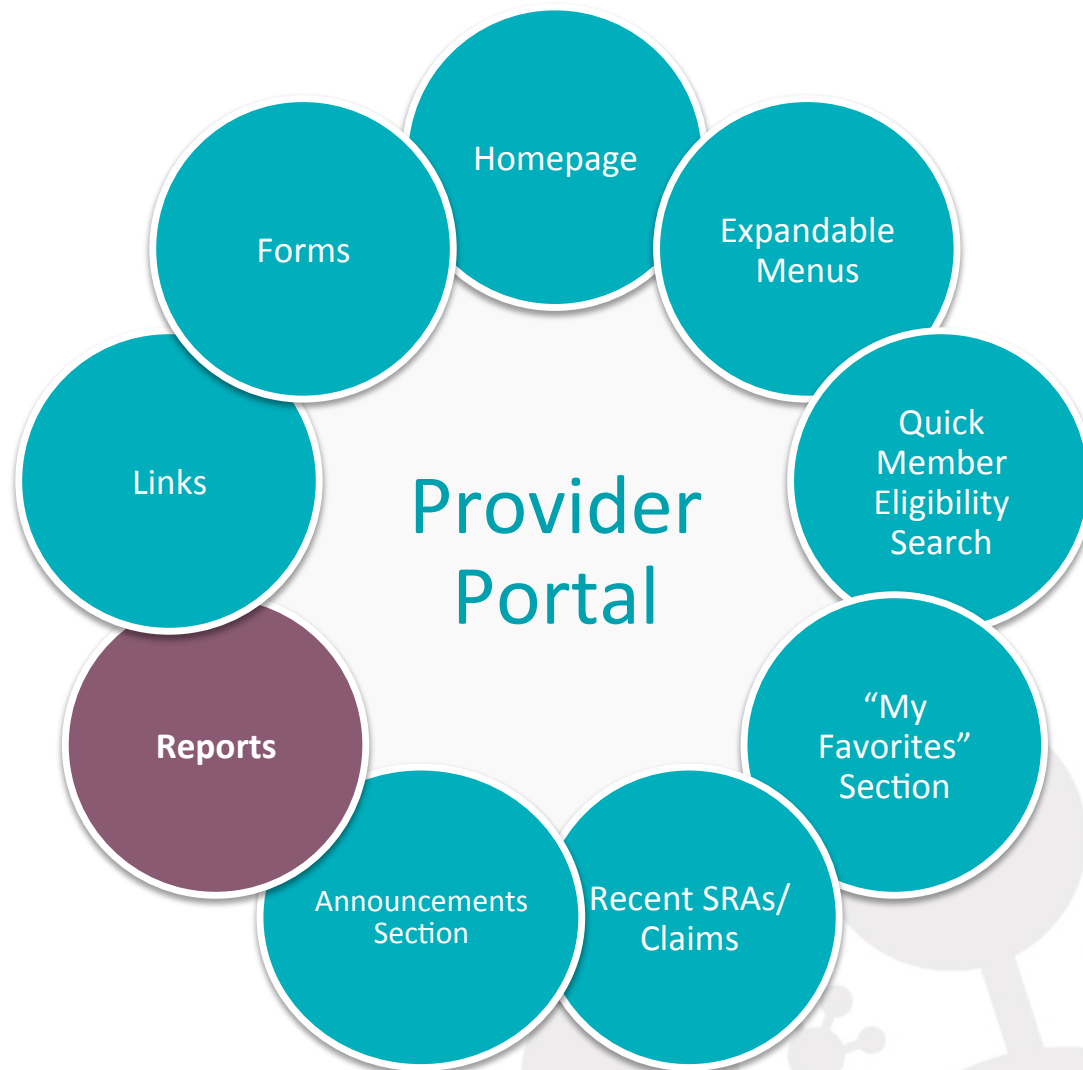 Homepage
Expandable
Menus
Quick
Member
Eligibility
Search
“My
Favorites”
Section
Recent SRAs/
Claims
Announcements
Section
Reports
Links
Forms
Provider
Portal